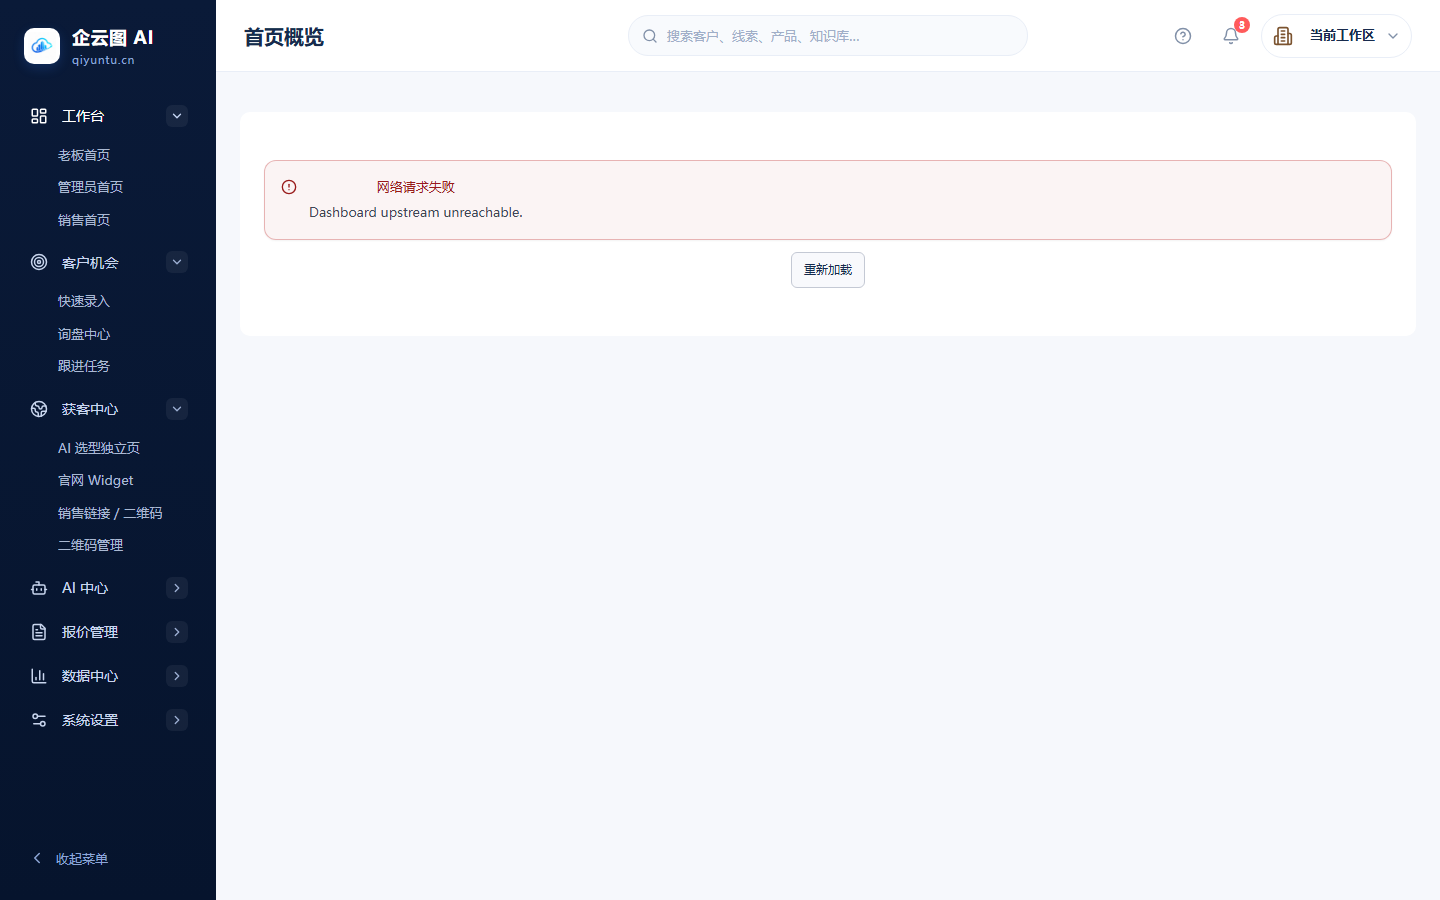 企云图 AI
qiyuntu.cn
工作台
老板首页
管理员首页
销售首页
客户机会
快速录入
询盘中心
跟进任务
获客中心
AI 选型独立页
官网 Widget
销售链接 / 二维码
二维码管理
AI 中心
报价管理
数据中心
系统设置
收起菜单
首页概览
搜索客户、线索、产品、知识库...
8
当前工作区
网络请求失败
Dashboard upstream unreachable.
重新加载